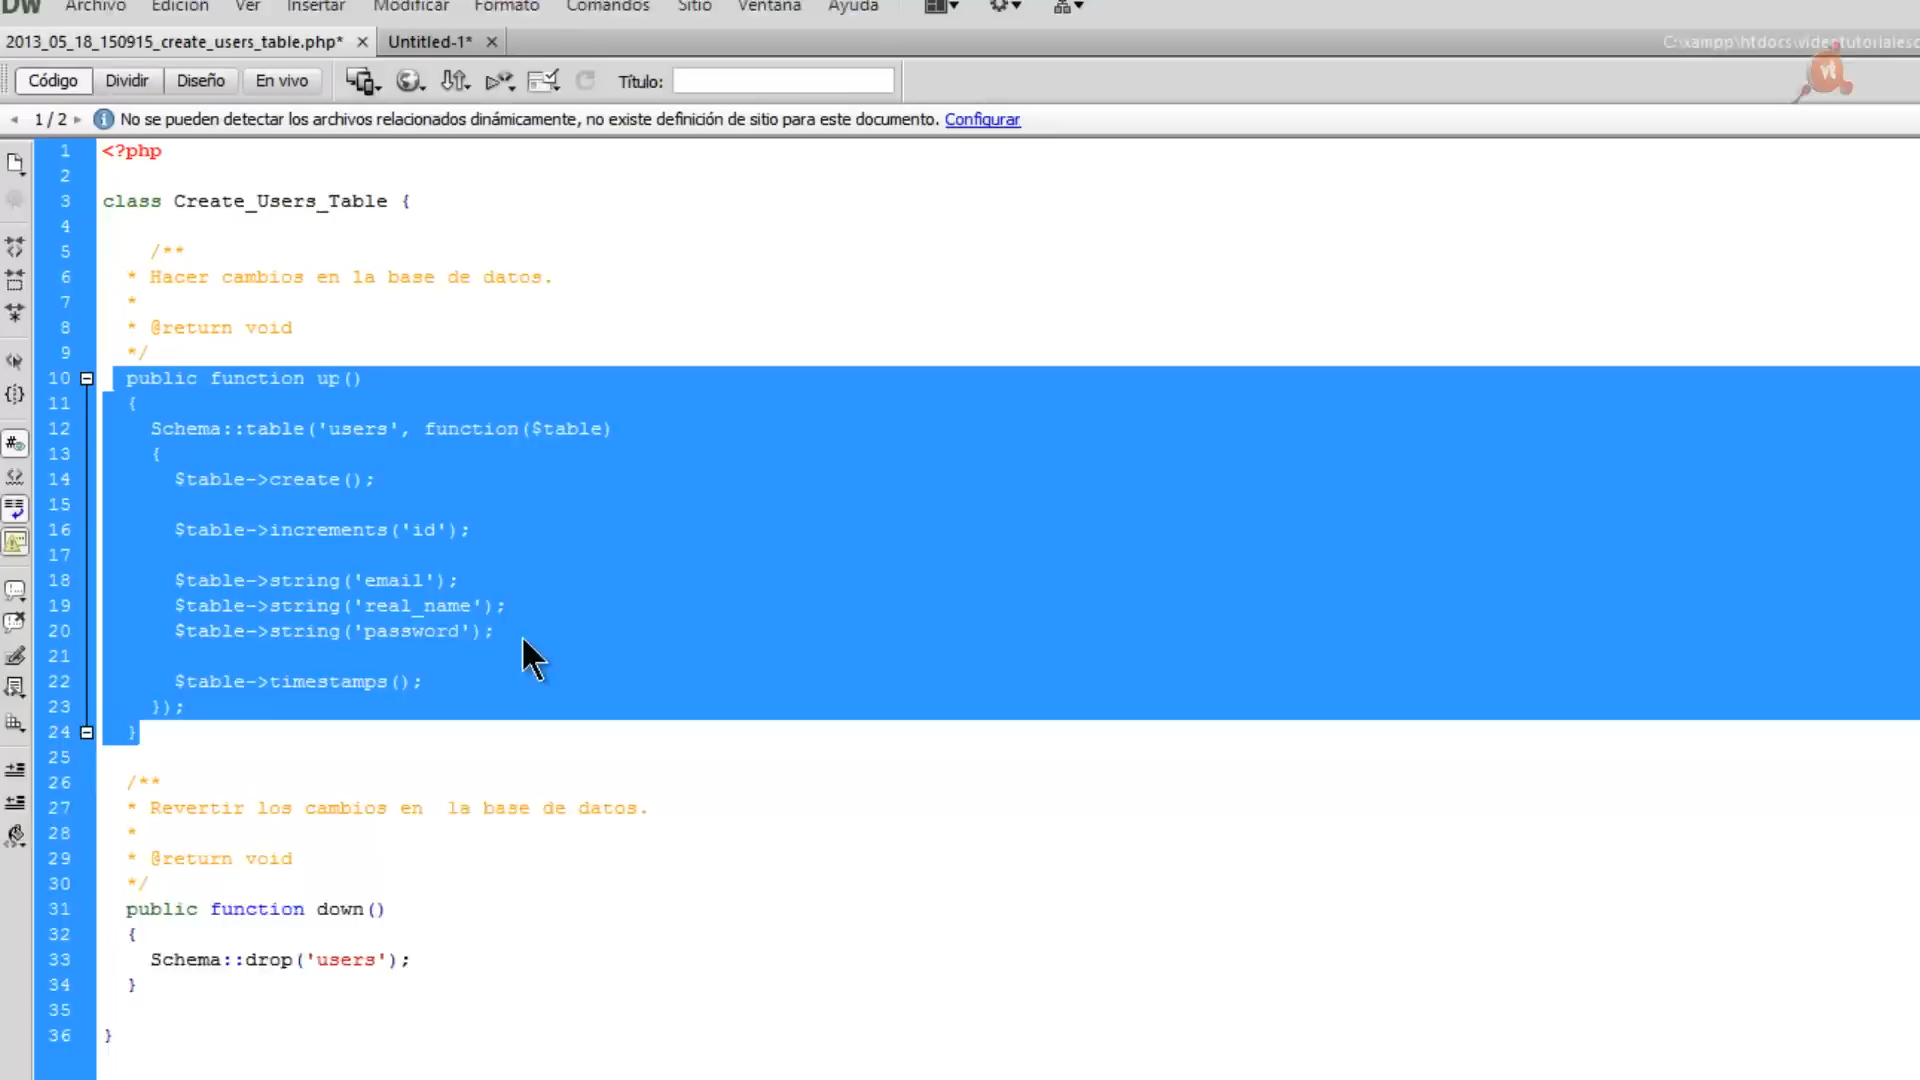 DW Archivo Edición Ver Insertar Modificar Formato Comandos Sitio Ventana Ayuda
2013_05_18_150915_create_users_table.php* Untitled-1*
C:\xampp\htdocs\videotutoriales
Código Dividir Diseño En vivo Título:
vt
1 / 2 No se pueden detectar los archivos relacionados dinámicamente, no existe definición de sitio para este documento. Configurar
1 <?php
2
3 class Create_Users_Table {
4
5 /**
6 * Hacer cambios en la base de datos.
7 *
8 * @return void
9 */
10 public function up()
11 {
12 Schema::table('users', function($table)
13 {
14 $table->create();
15
16 $table->increments('id');
17
18 $table->string('email');
19 $table->string('real_name');
20 $table->string('password');
21
22 $table->timestamps();
23 });
24 }
25
26 /**
27 * Revertir los cambios en  la base de datos.
28 *
29 * @return void
30 */
31 public function down()
32 {
33 Schema::drop('users');
34 }
35
36 }